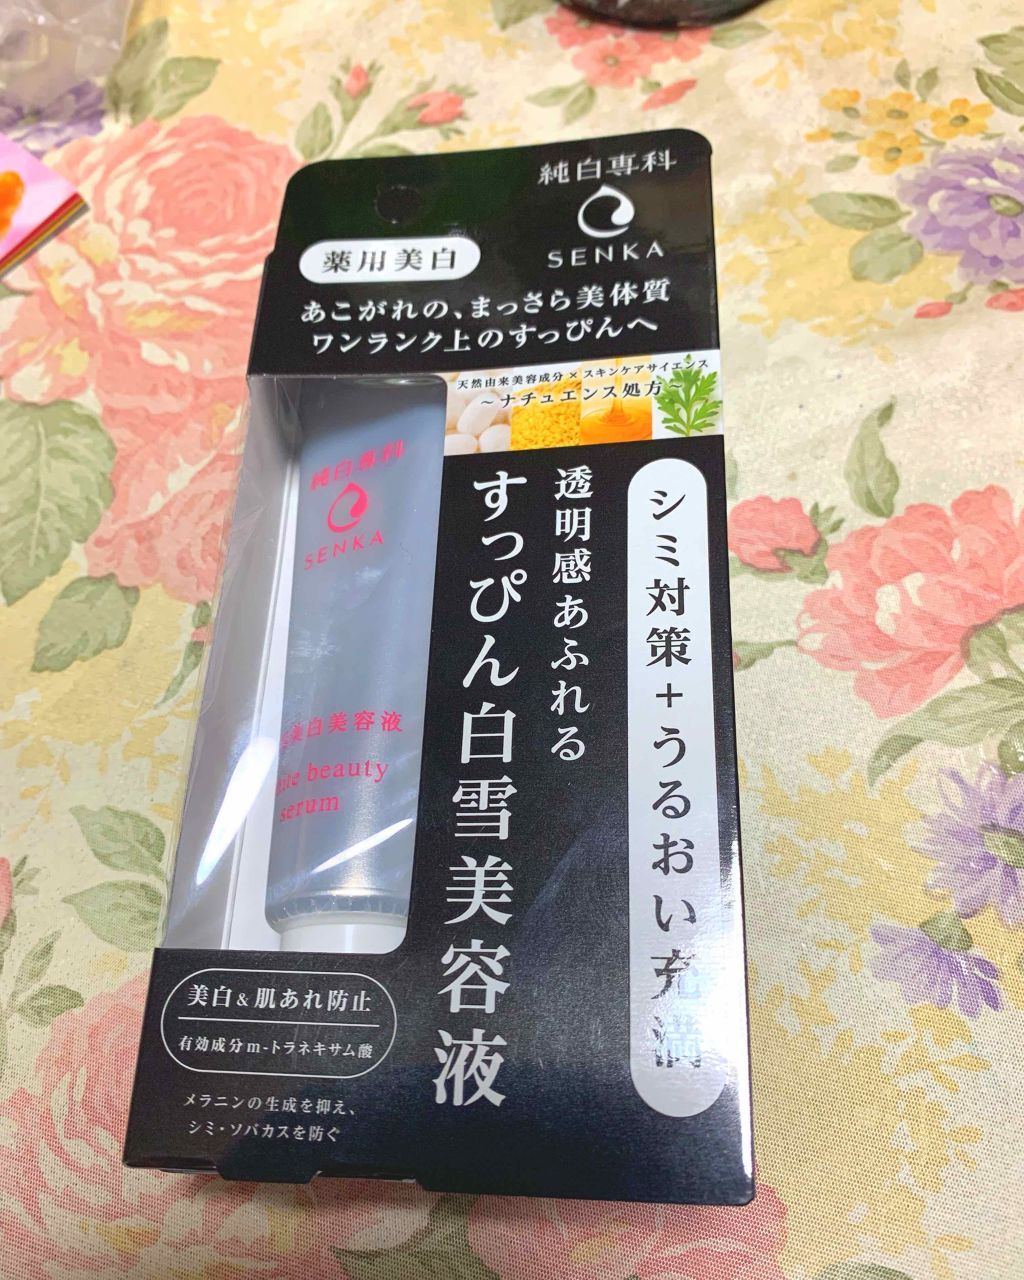 純白専科
SENKA
薬用美白
あこがれの、まっさら美体質
ワンランク上のすっぴんへ
天然由来美容成分×スキンケアサイエンス
～ナチュエンス処方～
シミ対策＋うるおい充満
透明感あふれる
すっぴん白雪美容液
純白専科
SENKA
美白美容液
beauty
serum
美白&肌あれ防止
有効成分m-トラネキサム酸
メラニンの生成を抑え、
シミ・ソバカスを防ぐ